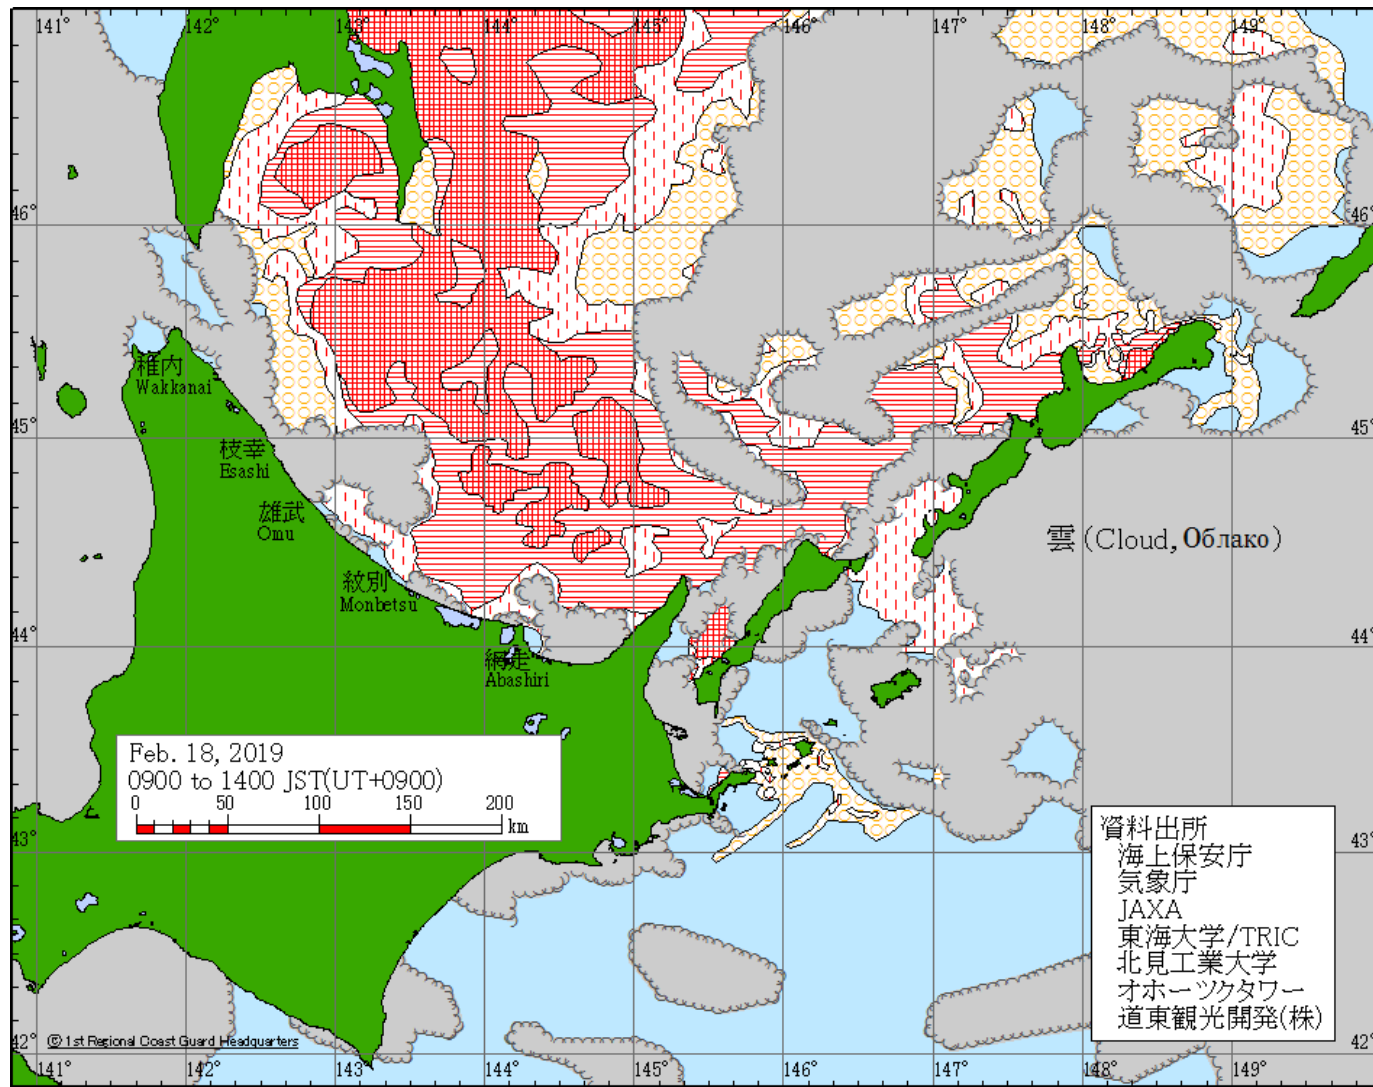 141° 142° 143° 144° 145° 146° 147° 148° 149°
46° 46°
稚内
Wakkanai
45° 45°
枝幸
Esashi
雄武
Omu
雲(Cloud, Облако)
紋別
Monbetsu
44° 44°
網走
Abashiri
Feb. 18, 2019
0900 to 1400 JST(UT+0900)
0 50 100 150 200
km
43° 43°
資料出所
海上保安庁
気象庁
JAXA
東海大学/TRIC
北見工業大学
オホーツクタワー
道東観光開発(株)
42° 42°
© 1st Regional Coast Guard Headquarters
141° 142° 143° 144° 145° 146° 147° 148° 149°